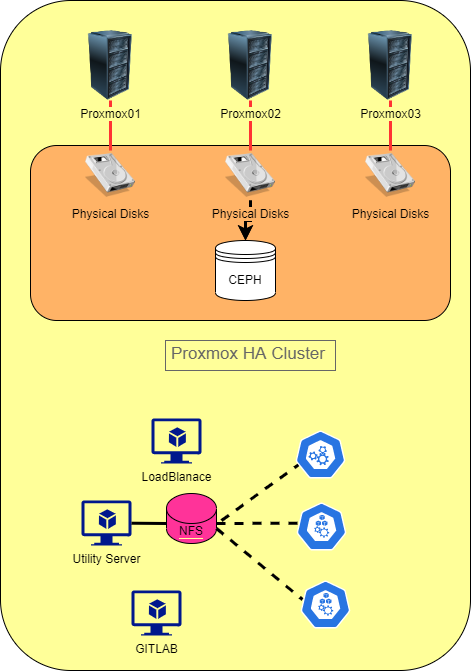 Proxmox01
Proxmox02
Proxmox03
Physical Disks
Physical Disks
Physical Disks
CEPH
Proxmox HA Cluster
LoadBlanace
NFS
Utility Server
GITLAB